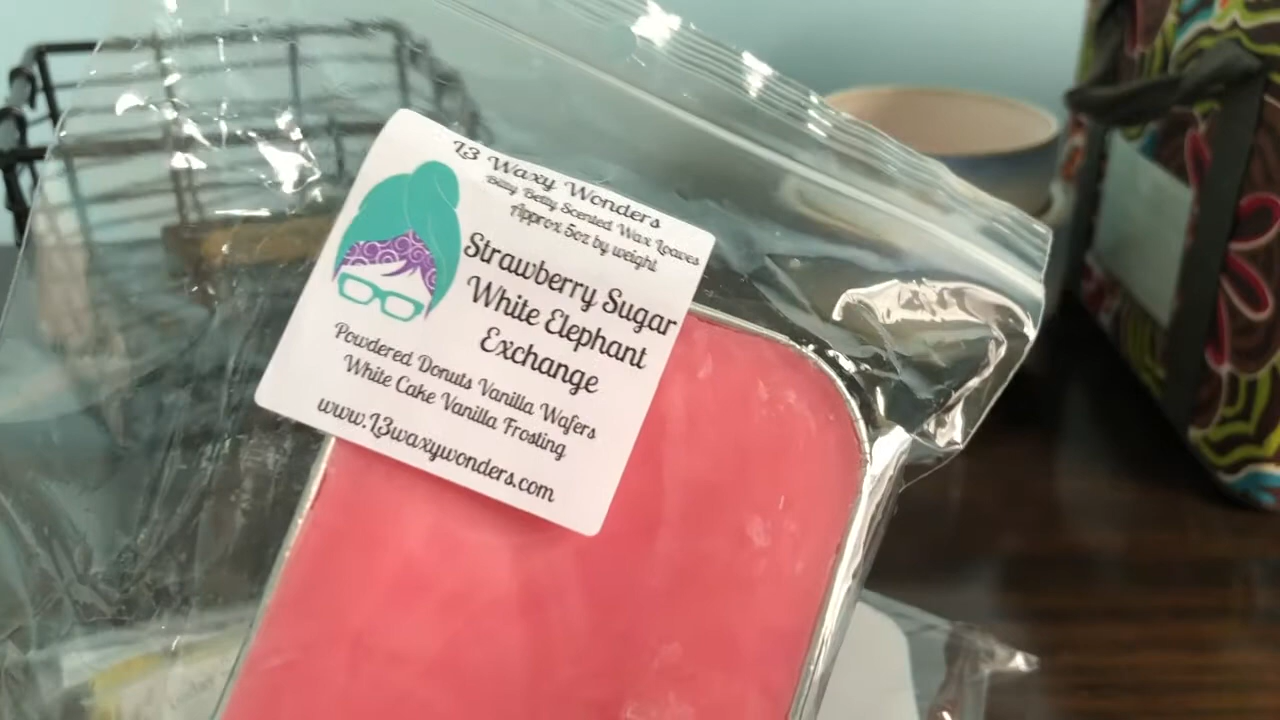 L3 Waxy Wonders
Bitty Betty Scented Wax Loaves
Approx 5oz by weight
Strawberry Sugar
White Elephant
Exchange
Powdered Donuts Vanilla Wafers
White Cake Vanilla Frosting
www.L3waxywonders.com